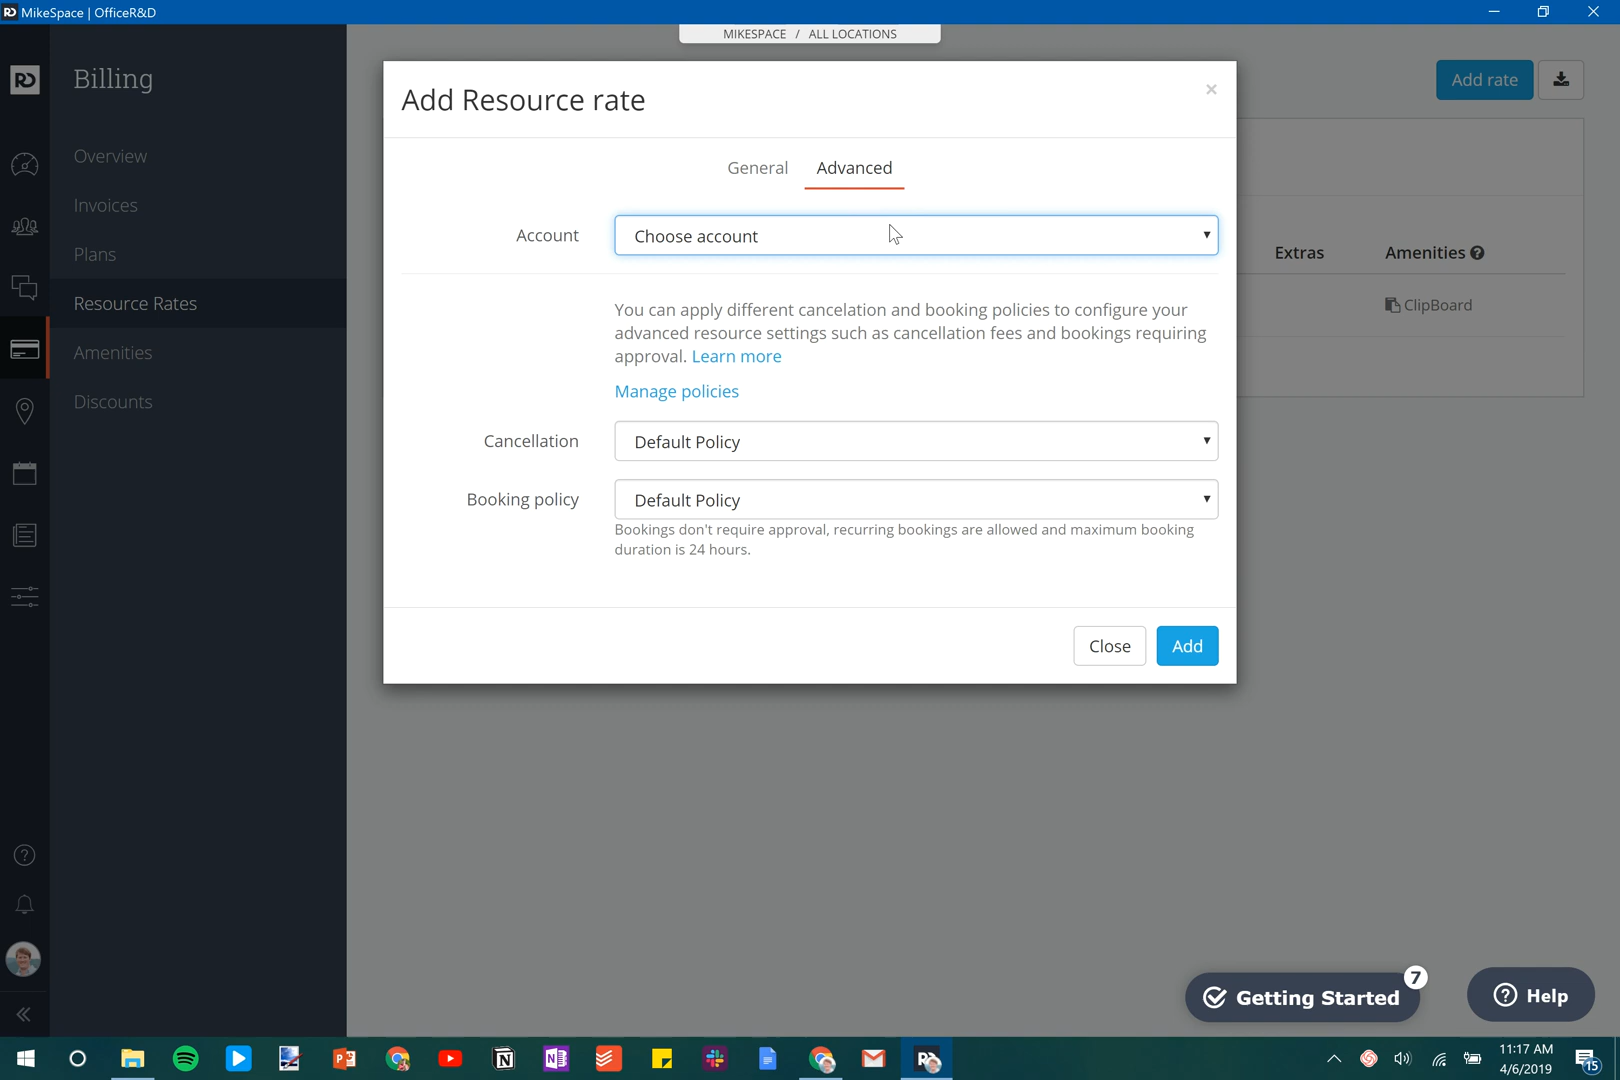 MikeSpace | OfficeR&D
MIKESPACE / ALL LOCATIONS
Billing
Overview
Invoices
Plans
Resource Rates
Amenities
Discounts
Add rate
Extras Amenities
ClipBoard
Add Resource rate
×
General Advanced
Account Choose account
You can apply different cancelation and booking policies to configure your
advanced resource settings such as cancellation fees and bookings requiring
approval. Learn more
Manage policies
Cancellation Default Policy
Booking policy Default Policy
Bookings don't require approval, recurring bookings are allowed and maximum booking
duration is 24 hours.
Close Add
Getting Started 7
Help
11:17 AM
4/6/2019
15